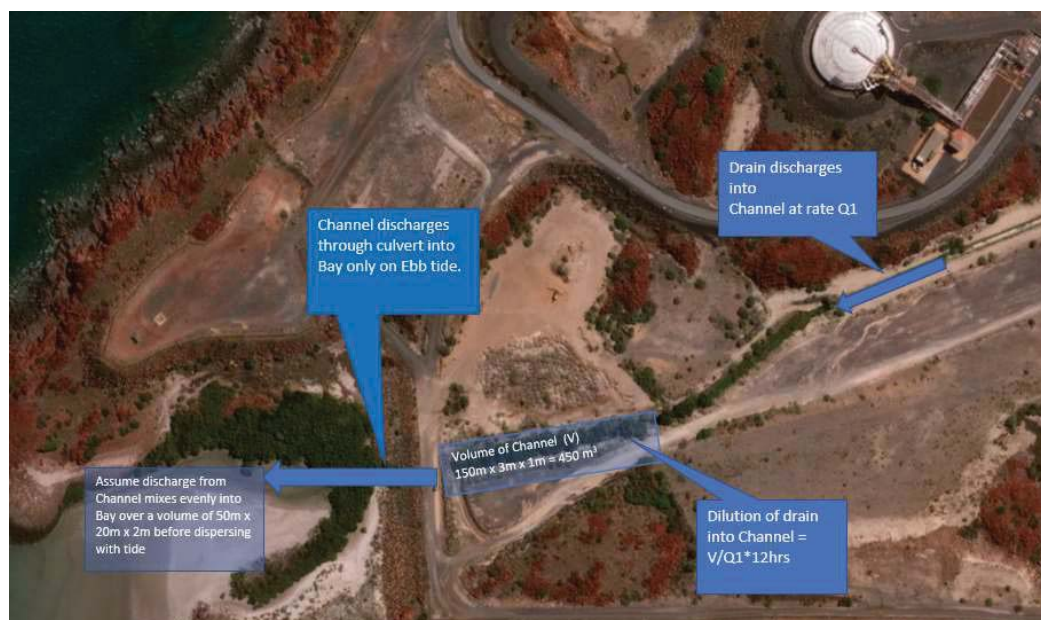 Drain discharges
into
Channel at rate Q1
Channel discharges
through culvert into
Bay only on Ebb tide.
Volume of Channel (V)
150m x 3m x 1m = 450 m³
Assume discharge from
Channel mixes evenly into
Bay over a volume of 50m x
20m x 2m before dispersing
with tide
Dilution of drain
into Channel =
V/Q1*12hrs